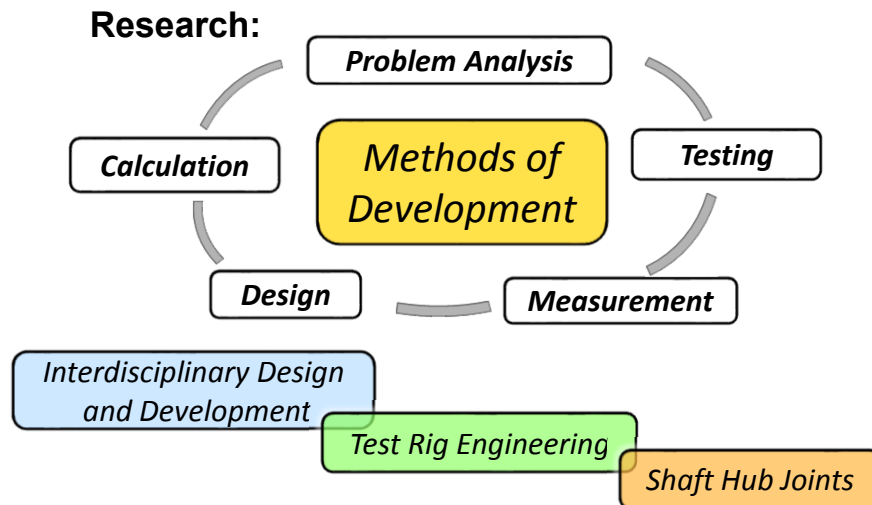 Research:
Problem Analysis
Calculation
Methods of
Development
Testing
Design
Measurement
Interdisciplinary Design
and Development
Test Rig Engineering
Shaft Hub Joints